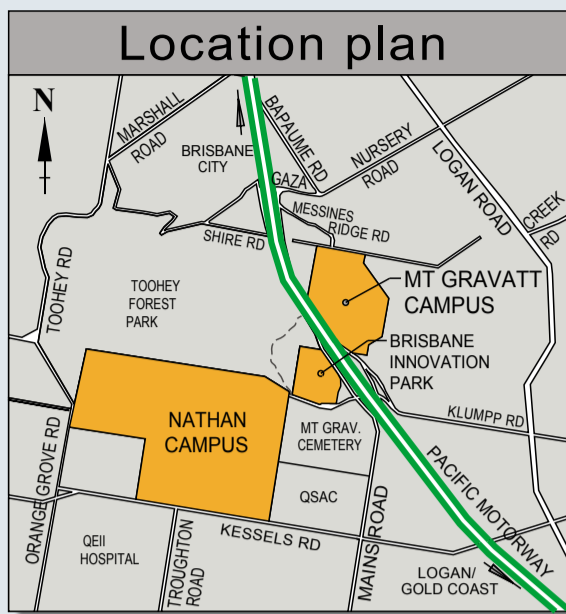 Location plan
N
MARSHALL
ROAD
BRISBANE
CITY
BAPAUME RD
GAZA
NURSERY
ROAD
MESSINES
RIDGE RD
SHIRE RD
LOGAN ROAD
CREEK
RD
TOOHEY RD
TOOHEY
FOREST
PARK
MT GRAVATT
CAMPUS
BRISBANE
INNOVATION
PARK
KLUMPP RD
NATHAN
CAMPUS
MT GRAV.
CEMETERY
QSAC
ORANGE GROVE RD
QEII
HOSPITAL
TROUGHTON
ROAD
KESSELS RD
MAINS ROAD
PACIFIC MOTORWAY
LOGAN/
GOLD COAST